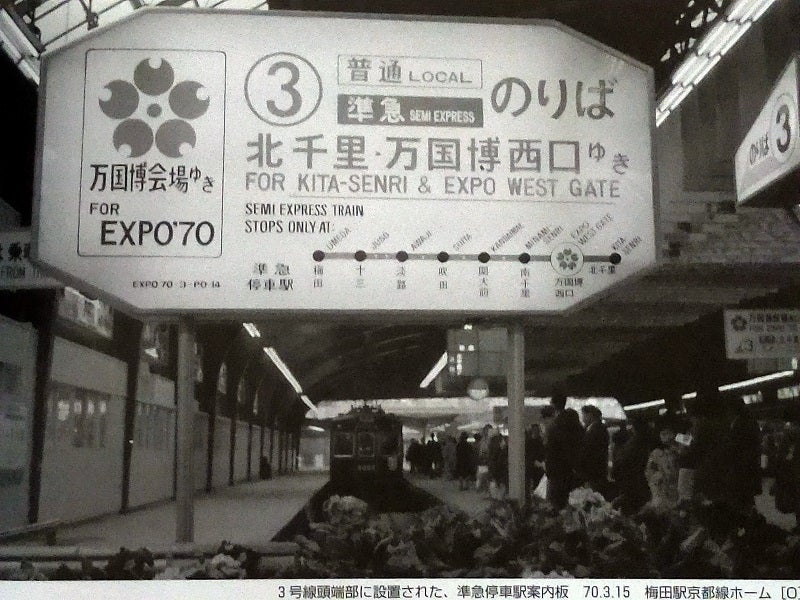 ③ 普通 LOCAL のりば
準急 SEMI EXPRESS
北千里・万国博西口ゆき
FOR KITA-SENRI & EXPO WEST GATE
万国博会場ゆき
FOR
EXPO'70
SEMI EXPRESS TRAIN
STOPS ONLY AT:
UMEDA JUSO AWAJI SUITA KANDAIMAE MINAMI SENRI EXPO WEST GATE KITA SENRI
準急
停車駅
梅田 十三 淡路 吹田 関大前 南千里 万国博西口 北千里
EXPO 70-3-PO-14
のりば ③
FROM
3号線頭端部に設置された、準急停車駅案内板 70.3.15 梅田駅京都線ホーム [O